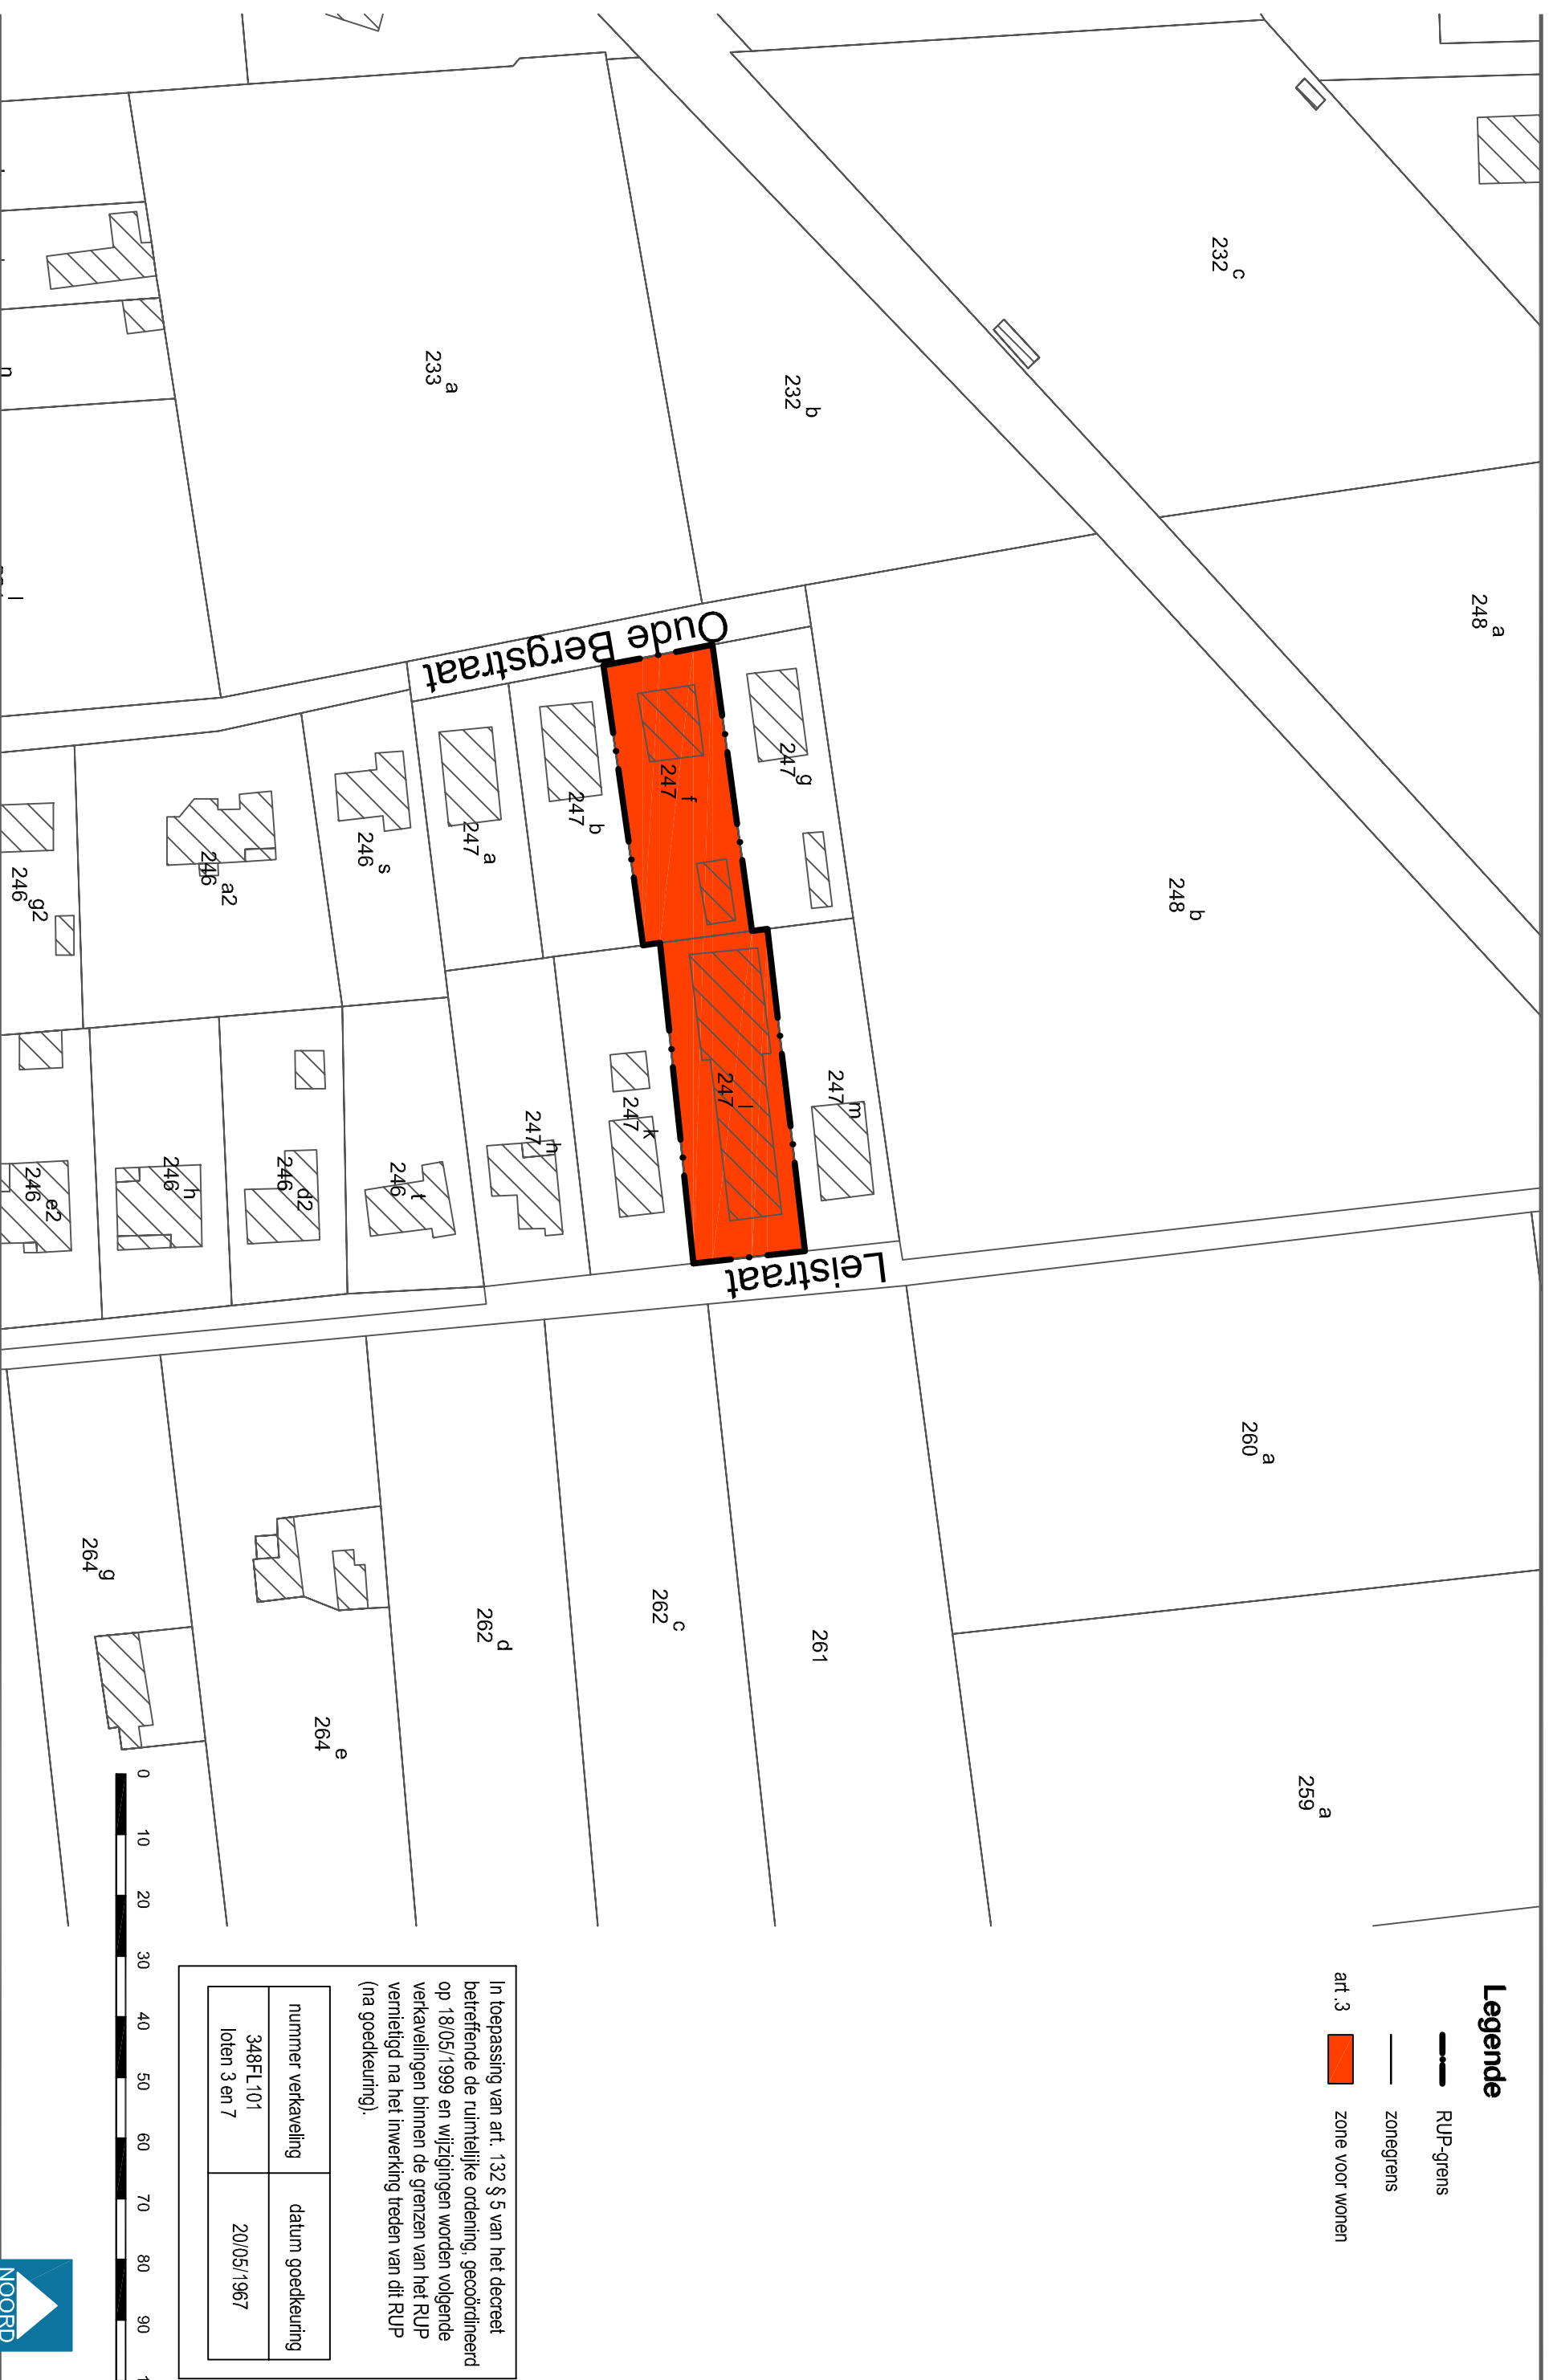 Legende
RUP-grens
zonegrens
art .3
zone voor wonen
232 c
248 a
232 b
233 a
248 b
Oude Bergstraat
247 g
247 f
247 b
247 a
246 s
246 a2
246 g2
247 m
247 l
247 k
247 h
246 t
246 d2
246 h
246 e2
Leistraat
260 a
259 a
261
262 c
262 d
264 e
264 g
n
l
In toepassing van art. 132 § 5 van het decreet
betreffende de ruimtelijke ordening, gecoördineerd
op 18/05/1999 en wijzigingen worden volgende
verkavelingen binnen de grenzen van het RUP
vernietigd na het inwerking treden van dit RUP
(na goedkeuring).
nummer verkaveling
datum goedkeuring
348FL101
loten 3 en 7
20/05/1967
0 10 20 30 40 50 60 70 80 90
NOORD